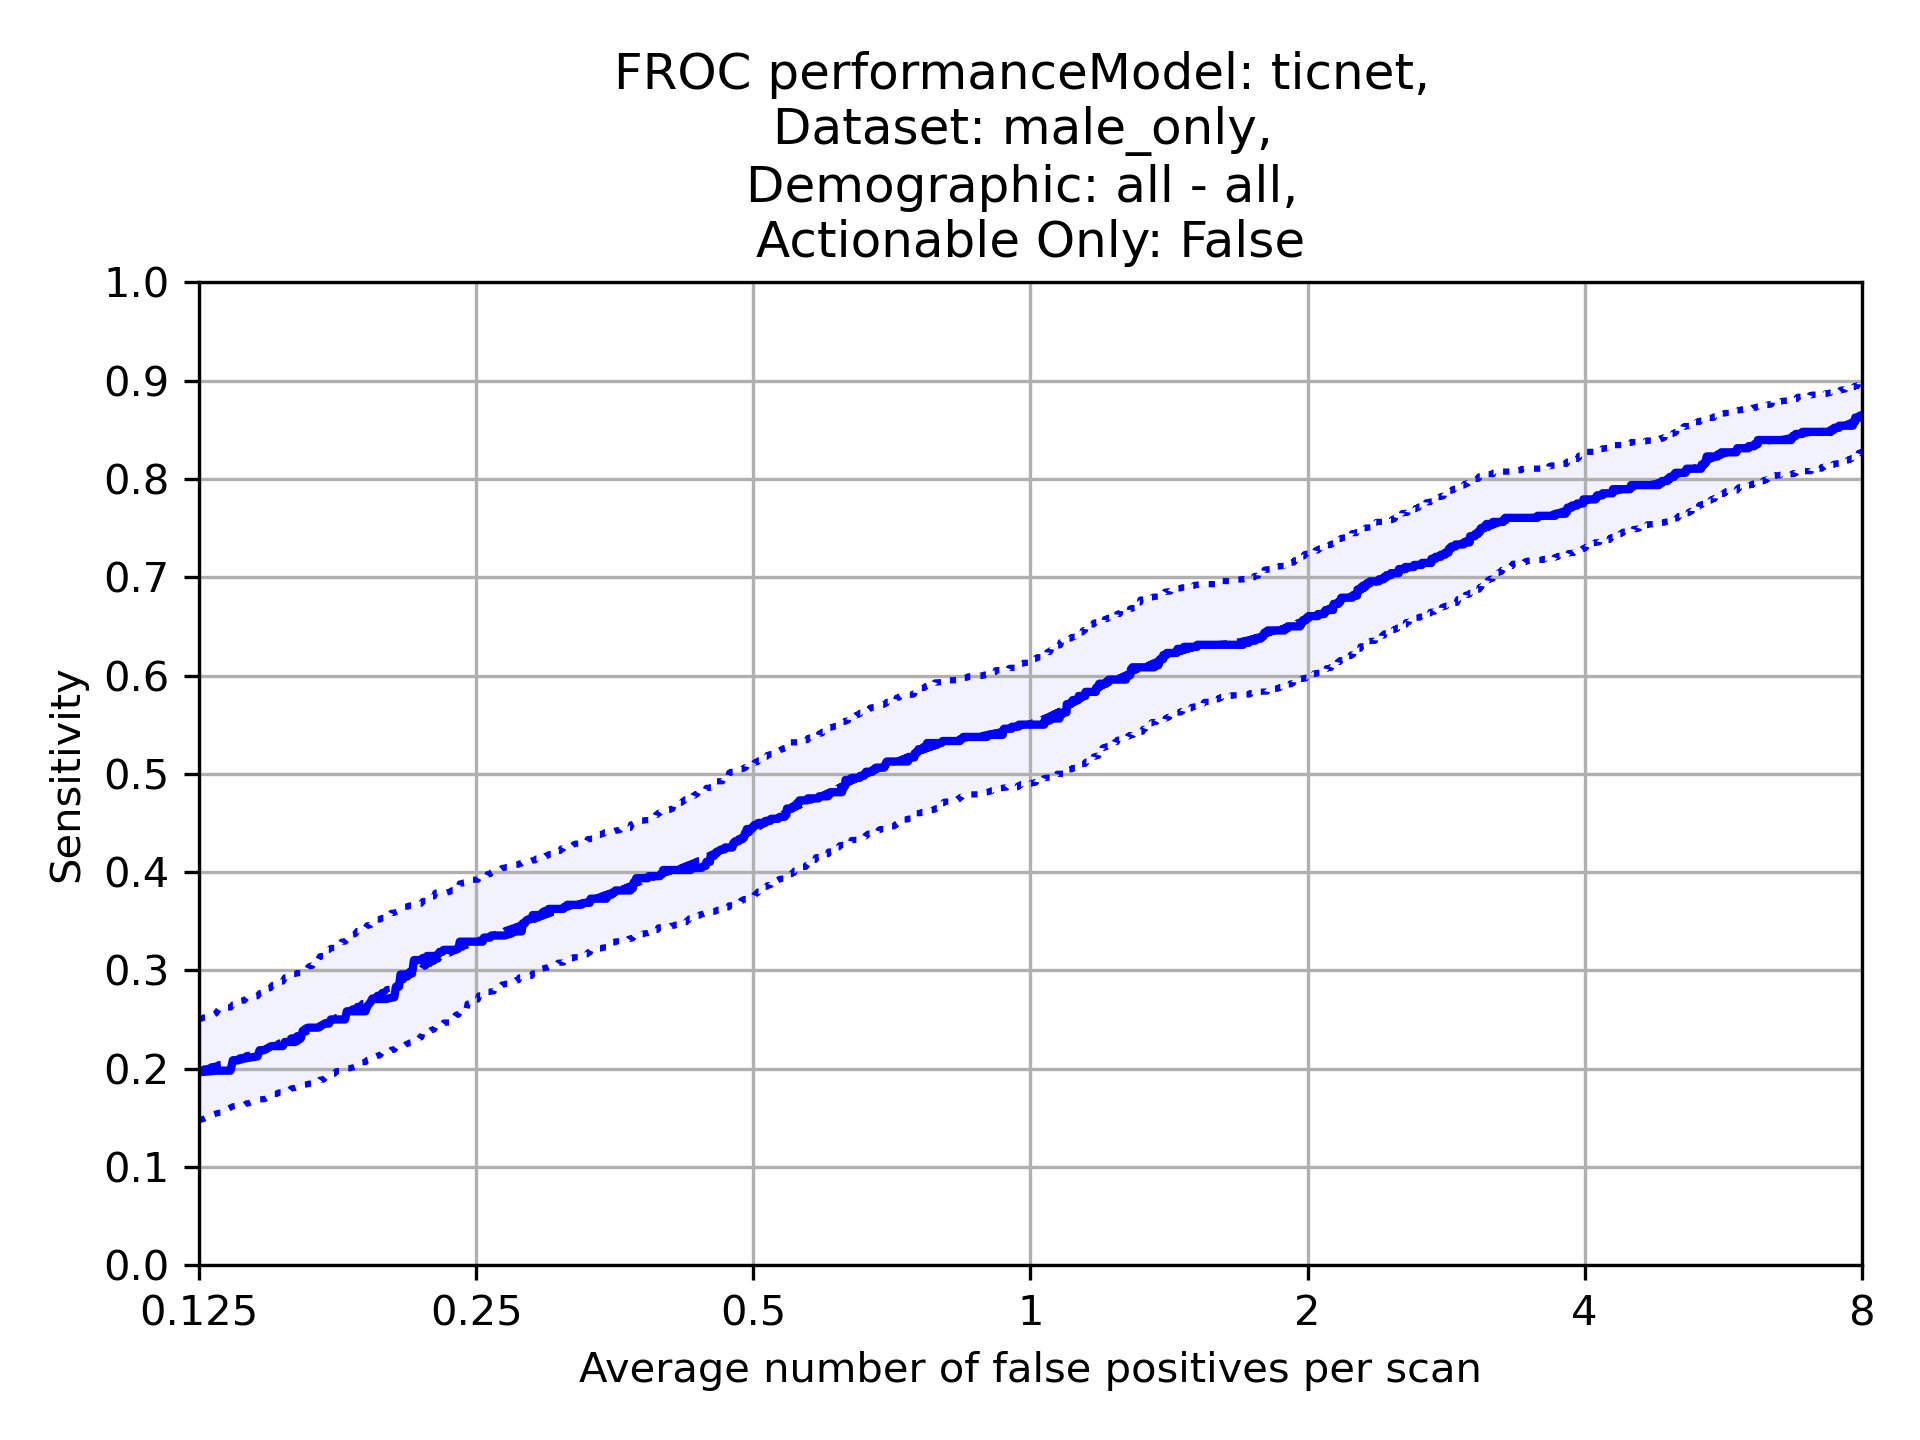 FROC performanceModel: ticnet,
Dataset: male_only,
Demographic: all - all,
Actionable Only: False
1.0
0.9
0.8
0.7
0.6
0.5
0.4
0.3
0.2
0.1
0.0
Sensitivity
0.125 0.25 0.5 1 2 4 8
Average number of false positives per scan